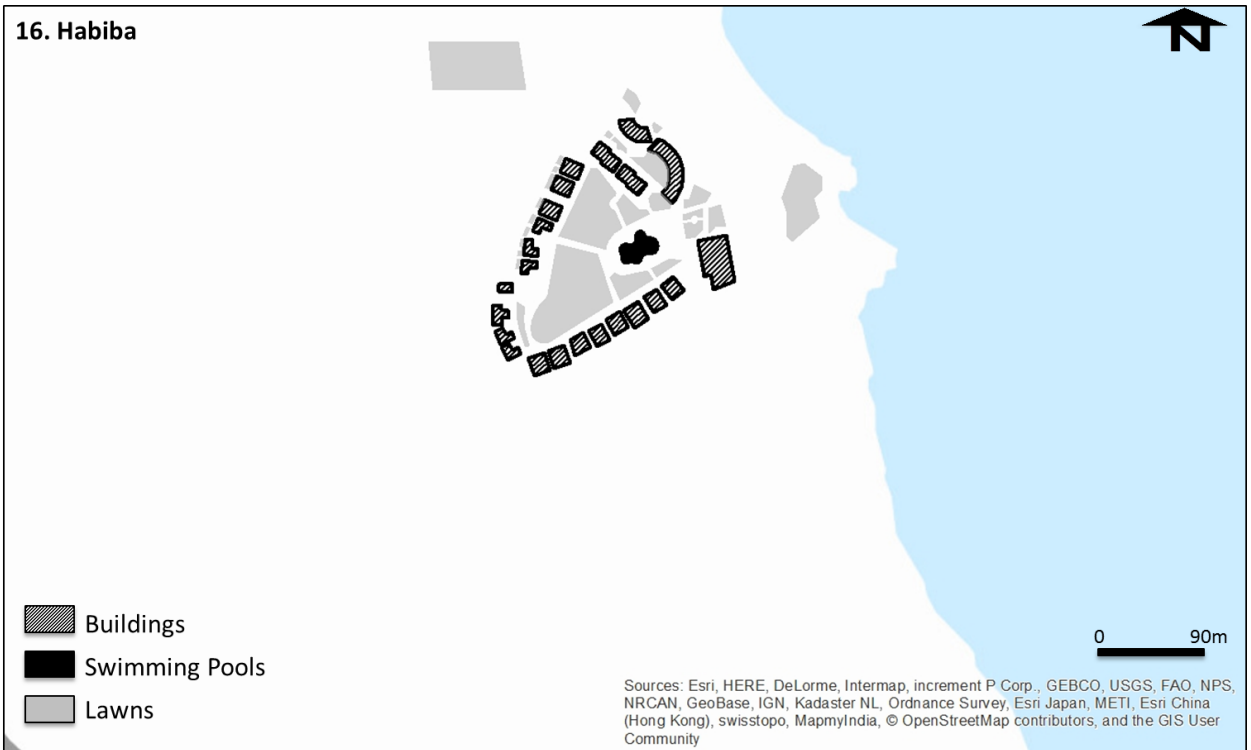 16. Habiba
N
Buildings
Swimming Pools
Lawns
0 90m
Sources: Esri, HERE, DeLorme, Intermap, increment P Corp., GEBCO, USGS, FAO, NPS,
NRCAN, GeoBase, IGN, Kadaster NL, Ordnance Survey, Esri Japan, METI, Esri China
(Hong Kong), swisstopo, MapmyIndia, © OpenStreetMap contributors, and the GIS User
Community